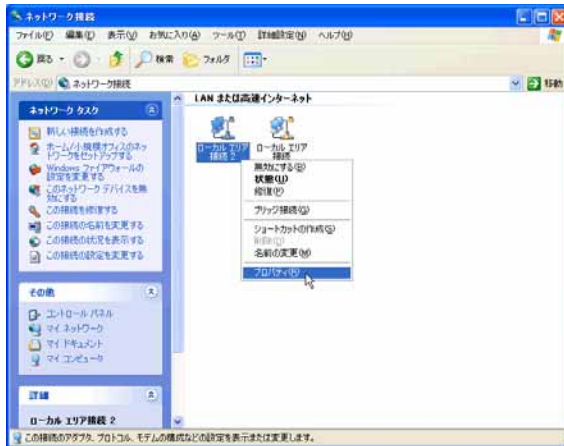 ネットワーク接続
ファイル(F) 編集(E) 表示(V) お気に入り(A) ツール(T) 詳細設定(N) ヘルプ(H)
戻る 検索 フォルダ
アドレス(D) ネットワーク接続 移動
ネットワーク タスク
新しい接続を作成する
ホーム/小規模オフィスのネッ
トワークをセットアップする
Windows ファイアウォールの
設定を変更する
このネットワーク デバイスを無
効にする
この接続を修復する
この接続の名前を変更する
この接続の状況を表示する
この接続の設定を変更する
その他
コントロール パネル
マイ ネットワーク
マイ ドキュメント
マイ コンピュータ
詳細
ローカル エリア接続 2
LAN または高速インターネット
ローカル エリア
接続 2
ローカル エリア
接続
無効にする(B)
状態(U)
修復(P)
ブリッジ接続(G)
ショートカットの作成(S)
削除(D)
名前の変更(M)
プロパティ(R)
この接続のアダプタ、プロトコル、モデムの構成などの設定を表示または変更します。